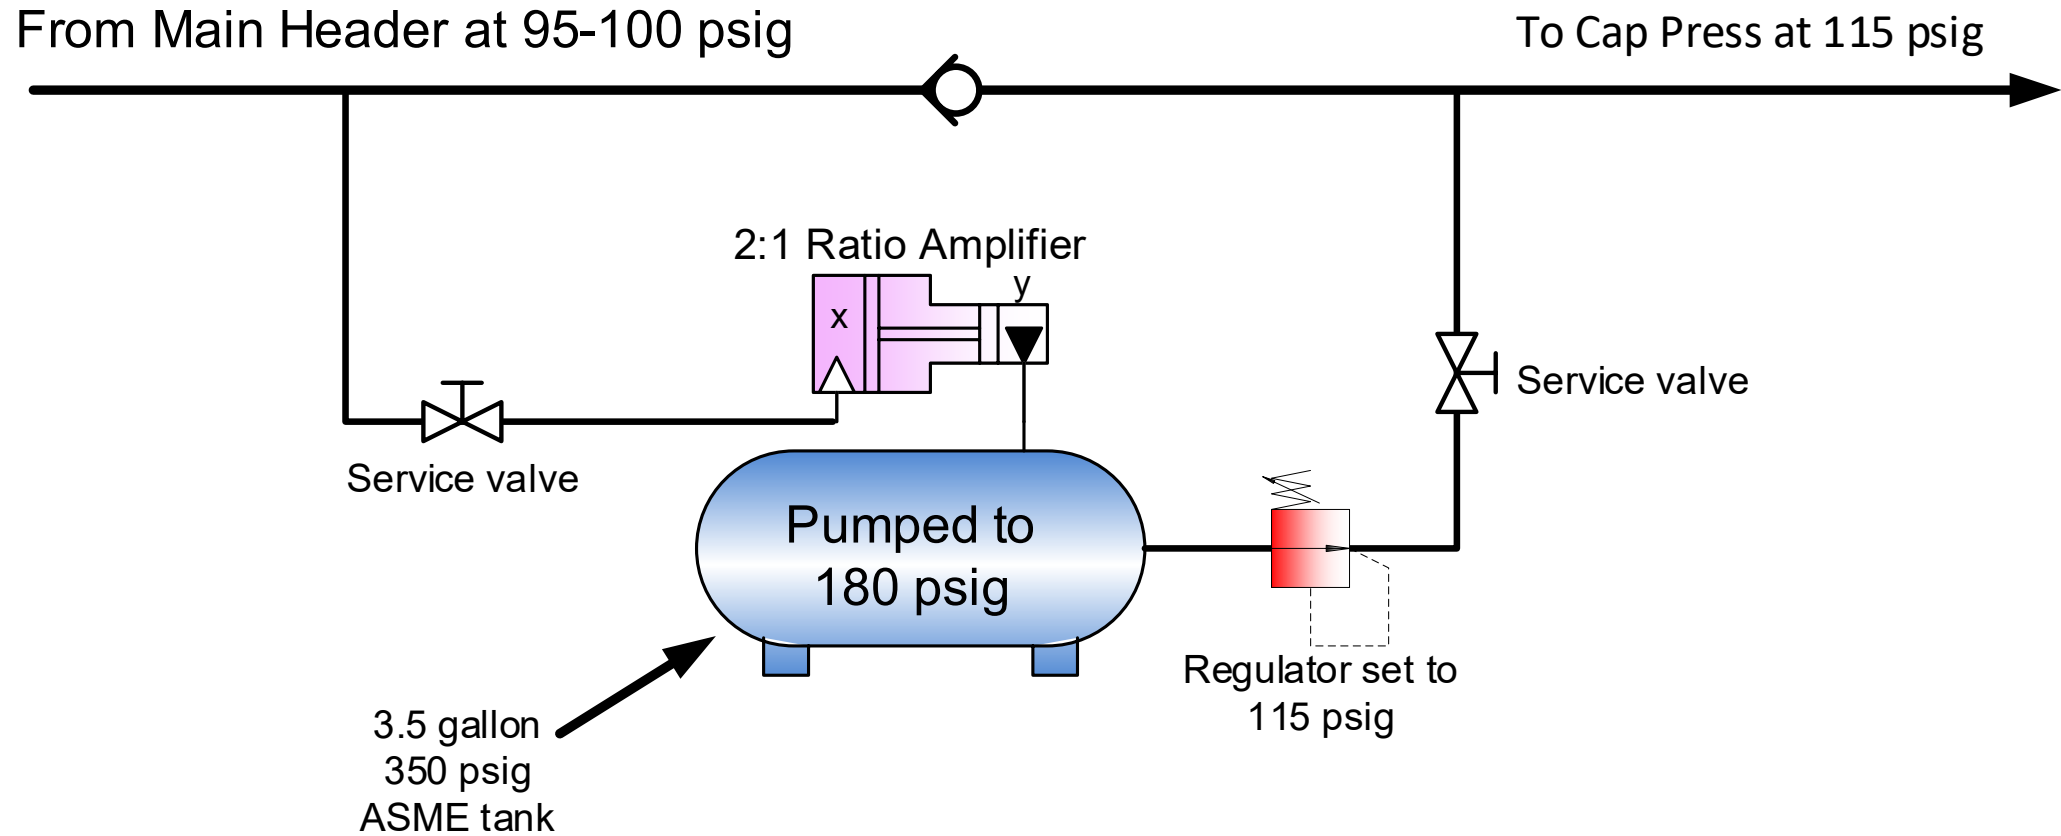 From Main Header at 95-100 psig
To Cap Press at 115 psig
2:1 Ratio Amplifier
y
x
Service valve
Service valve
Pumped to
180 psig
Regulator set to
115 psig
3.5 gallon
350 psig
ASME tank